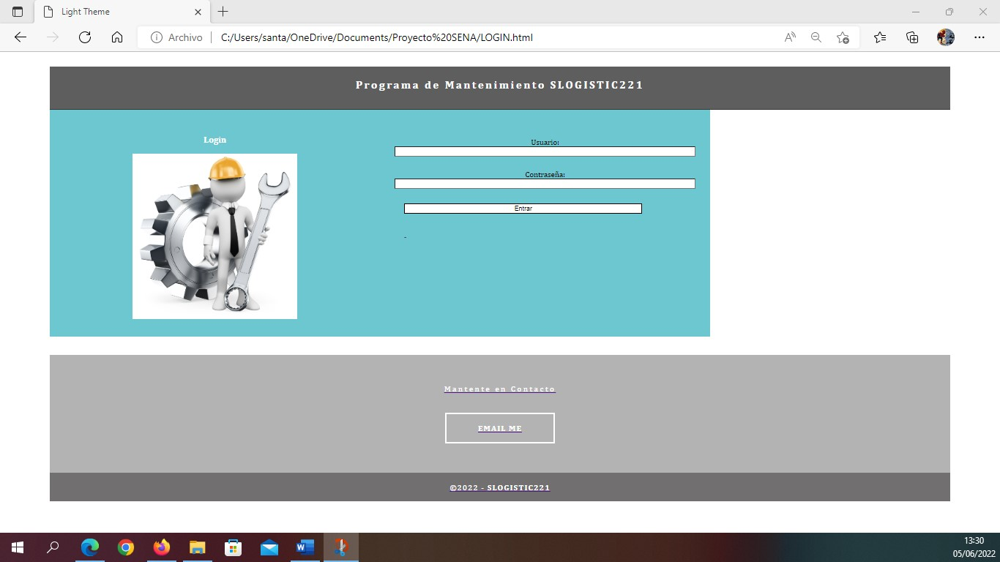 Light Theme
Archivo C:/Users/santa/OneDrive/Documents/Proyecto%20SENA/LOGIN.html
Programa de Mantenimiento SLOGISTIC221
Login
Usuario:
Contraseña:
Entrar
-
Mantente en Contacto
EMAIL ME
©2022 - SLOGISTIC221
13:30
05/06/2022